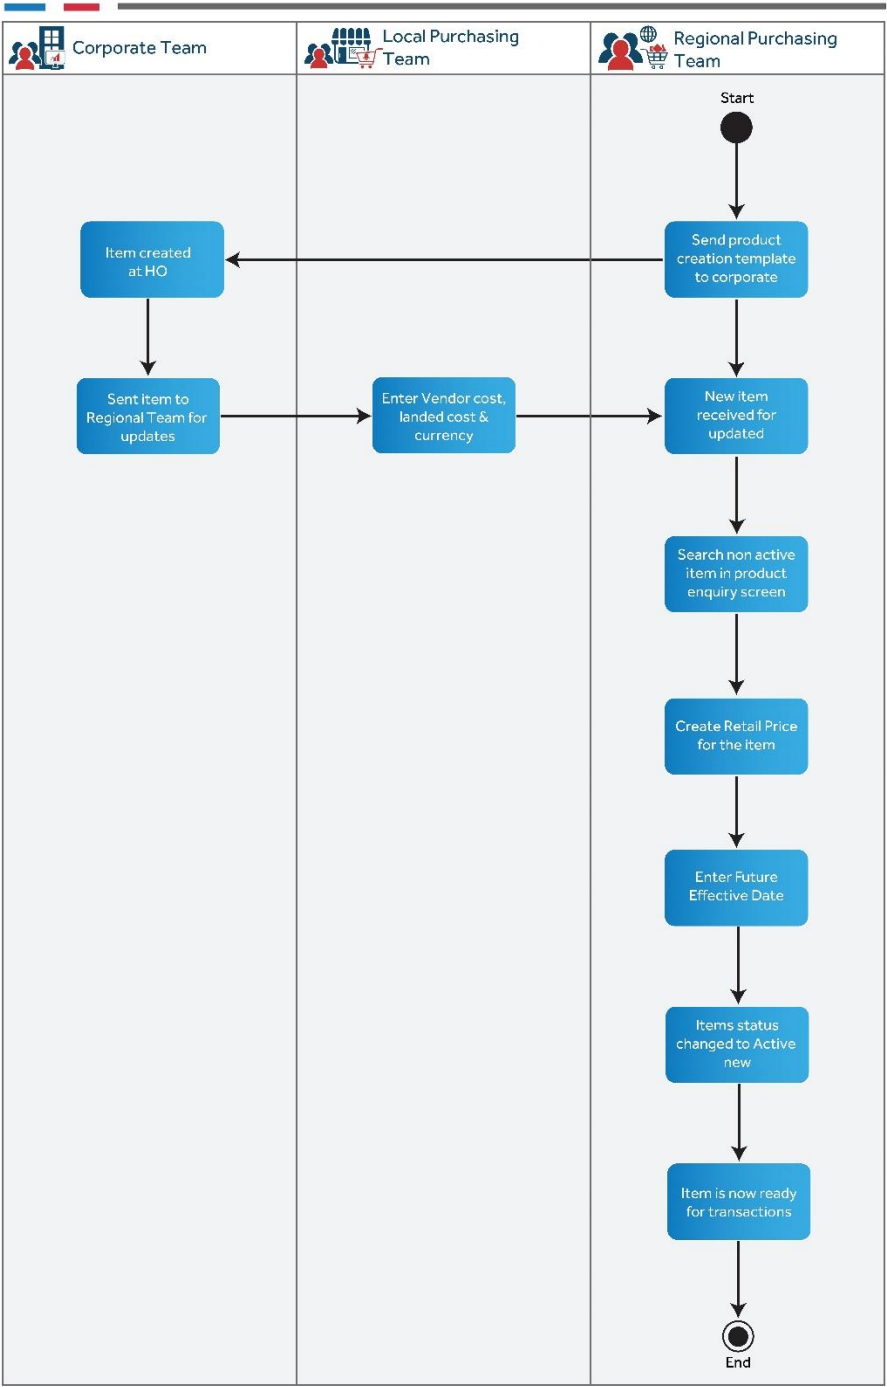 Corporate Team
Local Purchasing
Team
Regional Purchasing
Team
Start
Send product
creation template
to corporate
Item created
at HO
Sent item to
Regional Team for
updates
Enter Vendor cost,
landed cost &
currency
New item
received for
updated
Search non active
item in product
enquiry screen
Create Retail Price
for the item
Enter Future
Effective Date
Items status
changed to Active
new
Item is now ready
for transactions
End